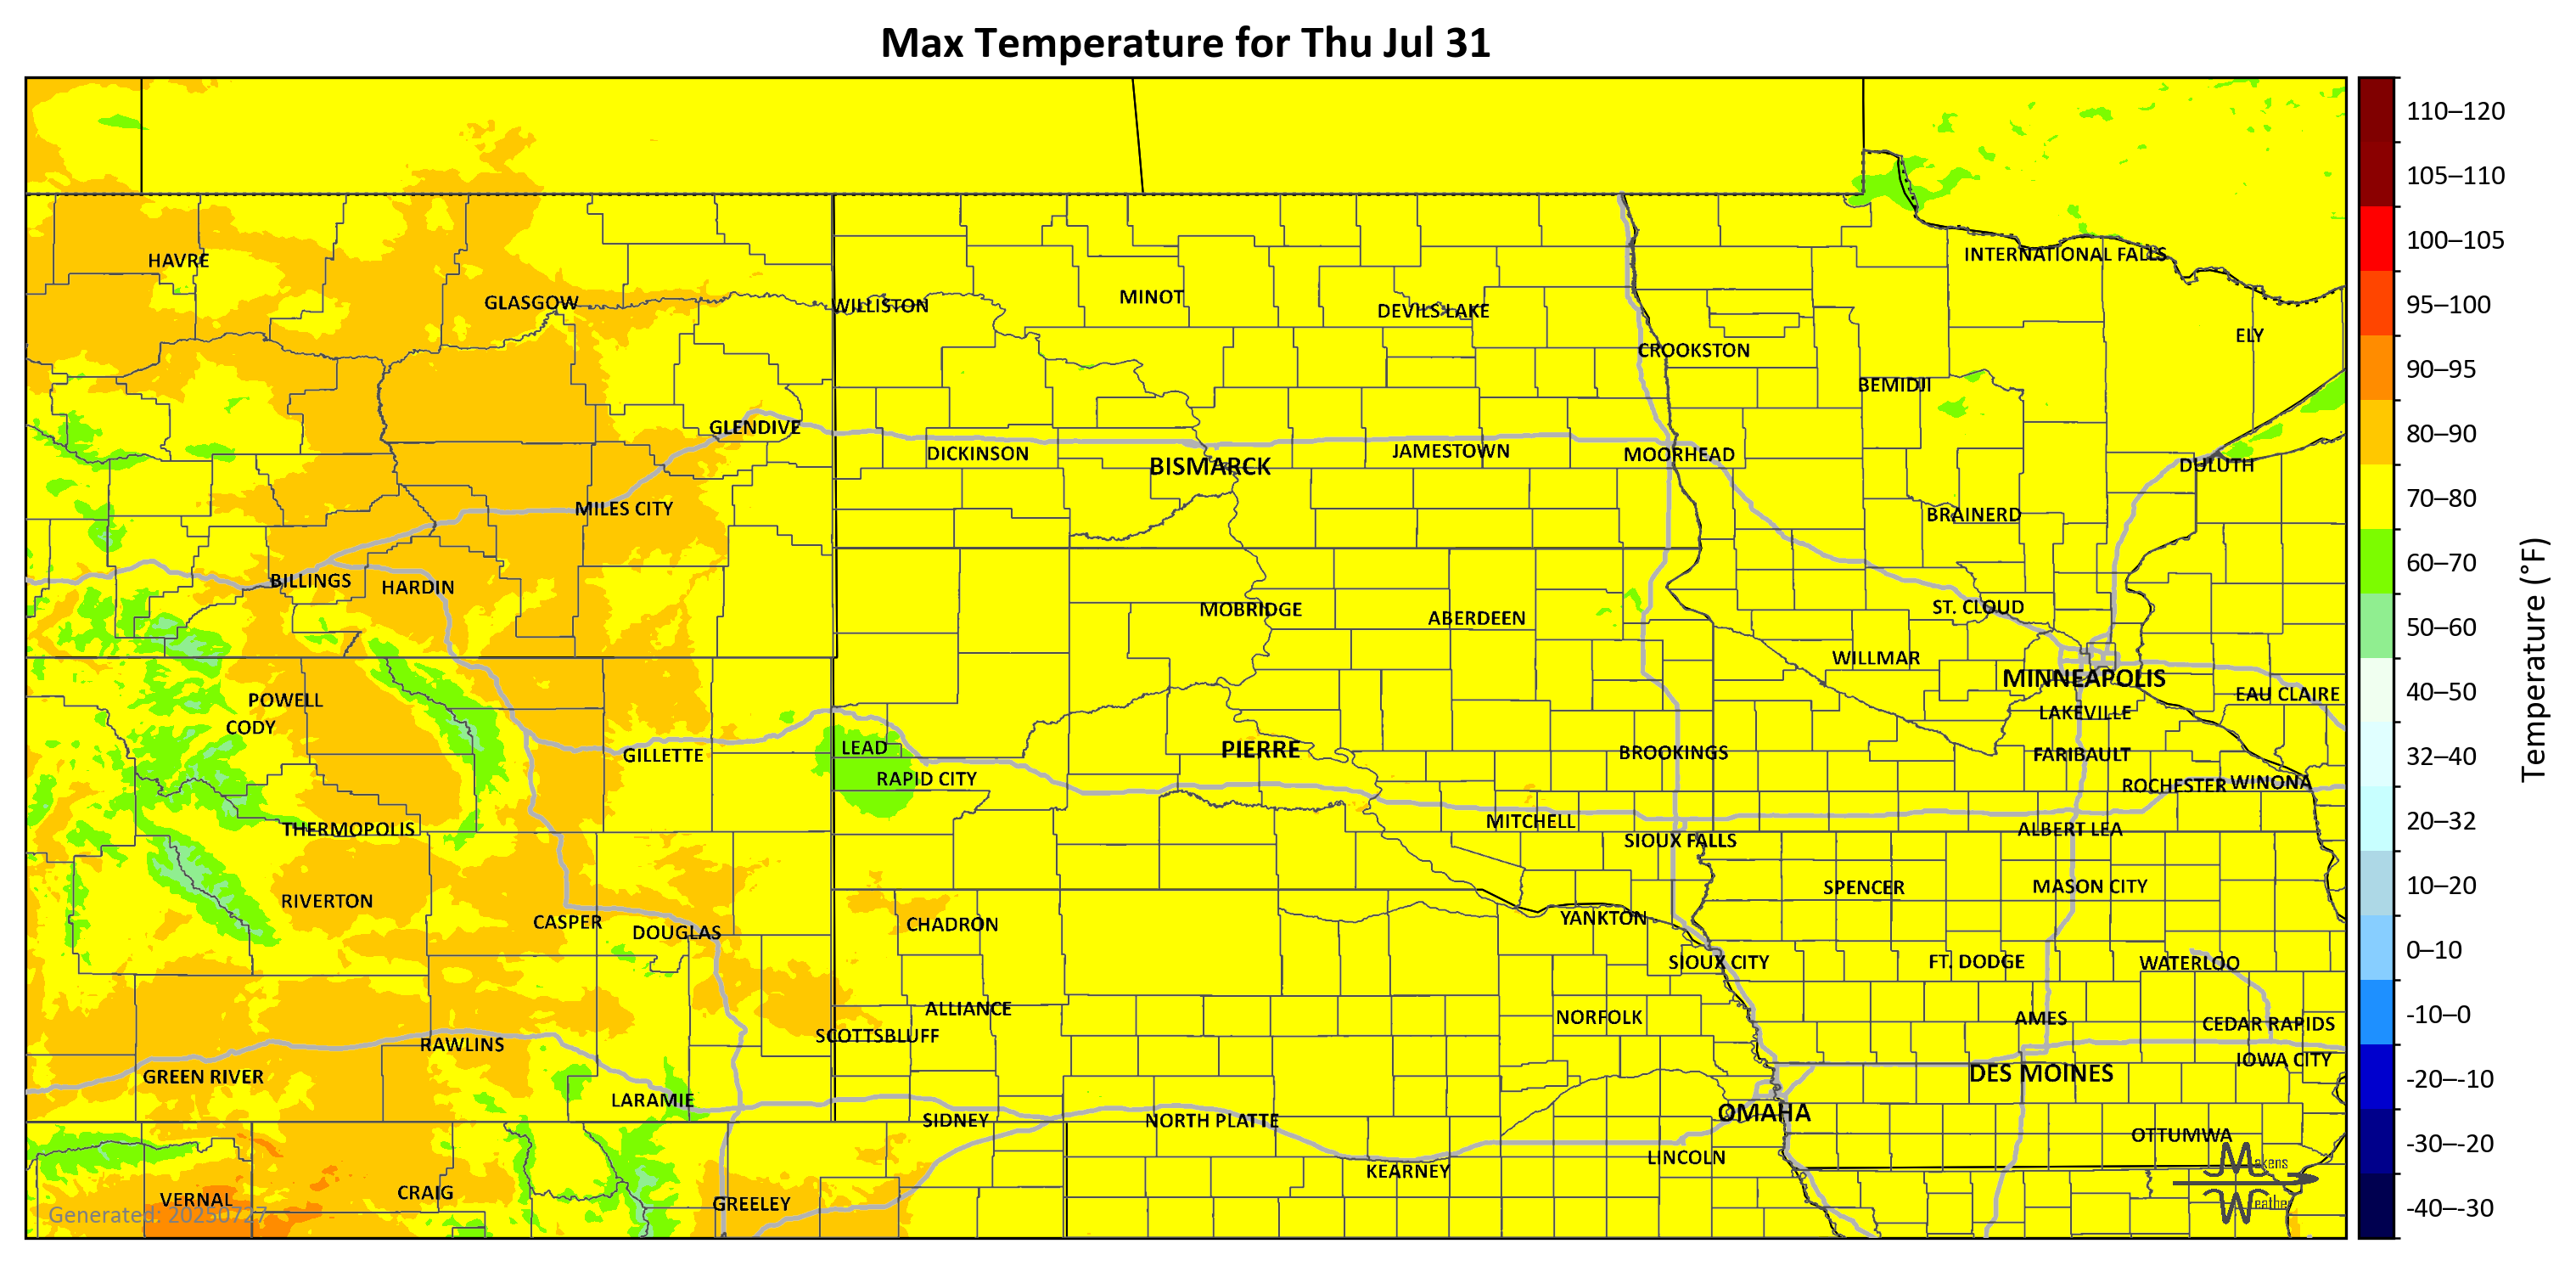 Max Temperature for Thu Jul 31
110–120
105–110
100–105
95–100
90–95
80–90
70–80
60–70
50–60
40–50
32–40
20–32
10–20
0–10
-10–0
-20–-10
-30–-20
-40–-30
Temperature (°F)
INTERNATIONAL FALLS
HAVRE
GLASGOW
WILLISTON
MINOT
DEVILS LAKE
ELY
CROOKSTON
BEMIDJI
GLENDIVE
DICKINSON
BISMARCK
JAMESTOWN
MOORHEAD
DULUTH
MILES CITY
BRAINERD
BILLINGS
HARDIN
MOBRIDGE
ABERDEEN
ST. CLOUD
WILLMAR
MINNEAPOLIS
EAU CLAIRE
POWELL
CODY
LAKEVILLE
GILLETTE
LEAD
RAPID CITY
PIERRE
BROOKINGS
FARIBAULT
ROCHESTER
WINONA
THERMOPOLIS
MITCHELL
SIOUX FALLS
ALBERT LEA
RIVERTON
CASPER
DOUGLAS
CHADRON
YANKTON
SPENCER
MASON CITY
SIOUX CITY
FT. DODGE
WATERLOO
ALLIANCE
SCOTTSBLUFF
NORFOLK
AMES
CEDAR RAPIDS
RAWLINS
GREEN RIVER
IOWA CITY
DES MOINES
LARAMIE
SIDNEY
NORTH PLATTE
OMAHA
OTTUMWA
KEARNEY
LINCOLN
VERNAL
CRAIG
GREELEY
Generated: 20250727
Makens
Weather